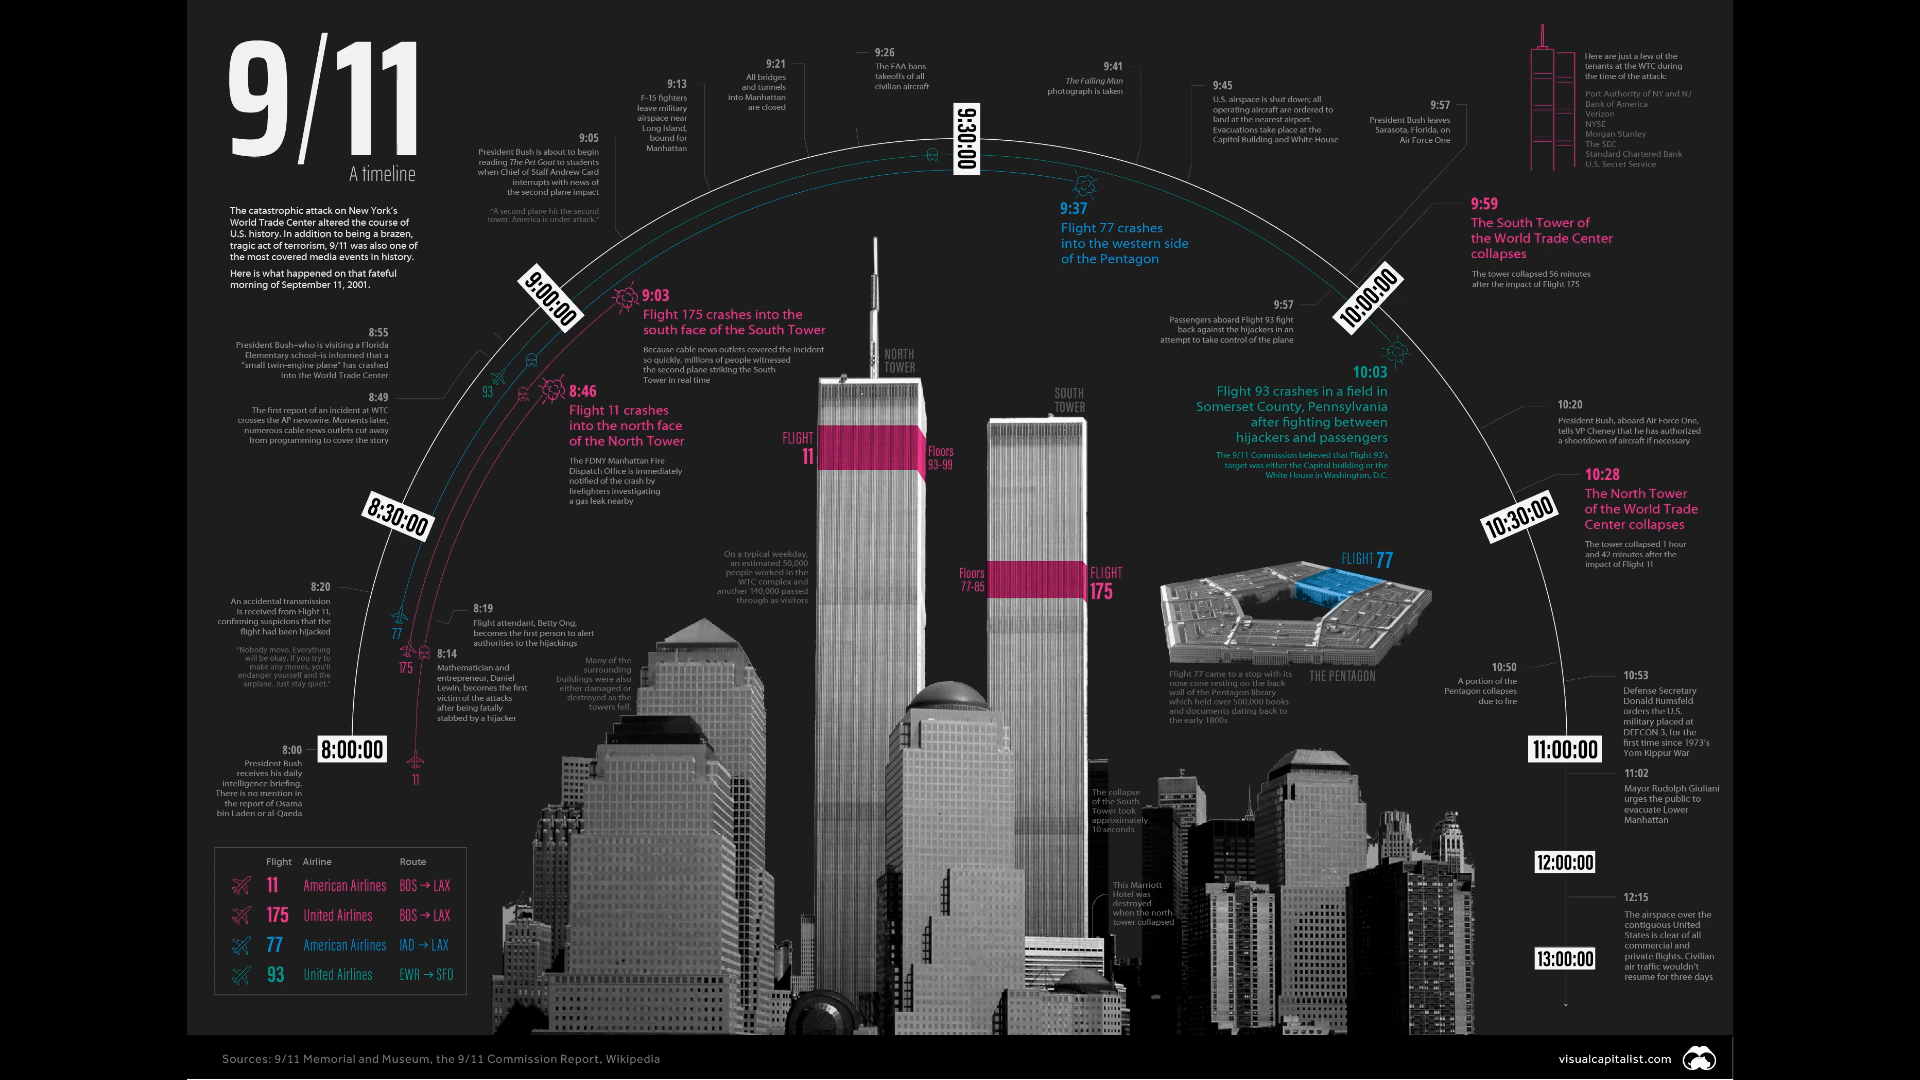 9/11
A timeline
The catastrophic attack on New York's
World Trade Center altered the course of
U.S. history. In addition to being a brazen,
tragic act of terrorism, 9/11 was also one of
the most covered media events in history.
Here is what happened on that fateful
morning of September 11, 2001.
8:00:00
8:30:00
9:00:00
9:30:00
10:00:00
10:30:00
11:00:00
12:00:00
13:00:00
8:00
President Bush
receives his daily
intelligence briefing.
There is no mention in
the report of Osama
bin Laden or al-Qaeda
8:14
Mathematician and
entrepreneur, Daniel
Lewin, becomes the first
victim of the attacks
after being fatally
stabbed by a hijacker
8:19
Flight attendant, Betty Ong,
becomes the first person to alert
authorities to the hijackings
8:20
An accidental transmission
is received from Flight 11,
confirming suspicions that the
flight had been hijacked
"Nobody move. Everything
will be okay. If you try to
make any moves, you'll
endanger yourself and the
airplane. Just stay quiet."
8:46
Flight 11 crashes
into the north face
of the North Tower
The FDNY Manhattan Fire
Dispatch Office is immediately
notified of the crash by
firefighters investigating
a gas leak nearby
8:49
The first report of an incident at WTC
crosses the AP newswire. Moments later,
numerous cable news outlets cut away
from programming to cover the story
8:55
President Bush–who is visiting a Florida
Elementary school–is informed that a
"small twin-engine plane" has crashed
into the World Trade Center
9:03
Flight 175 crashes into the
south face of the South Tower
Because cable news outlets covered the incident
so quickly, millions of people witnessed
the second plane striking the South
Tower in real time
9:05
President Bush is about to begin
reading The Pet Goat to students
when Chief of Staff Andrew Card
interrupts with news of
the second plane impact
"A second plane hit the second
tower. America is under attack."
9:13
F-15 fighters
leave military
airspace near
Long Island,
bound for
Manhattan
9:21
All bridges
and tunnels
into Manhattan
are closed
9:26
The FAA bans
takeoffs of all
civilian aircraft
9:37
Flight 77 crashes
into the western side
of the Pentagon
9:41
The Falling Man
photograph is taken
9:45
U.S. airspace is shut down; all
operating aircraft are ordered to
land at the nearest airport.
Evacuations take place at the
Capitol Building and White House
9:57
President Bush leaves
Sarasota, Florida, on
Air Force One
9:57
Passengers aboard Flight 93 fight
back against the hijackers in an
attempt to take control of the plane
9:59
The South Tower of
the World Trade Center
collapses
The tower collapsed 56 minutes
after the impact of Flight 175
10:03
Flight 93 crashes in a field in
Somerset County, Pennsylvania
after fighting between
hijackers and passengers
The 9/11 Commission believed that Flight 93's
target was either the Capitol building or the
White House in Washington, D.C.
10:20
President Bush, aboard Air Force One,
tells VP Cheney that he has authorized
a shootdown of aircraft if necessary
10:28
The North Tower
of the World Trade
Center collapses
The tower collapsed 1 hour
and 42 minutes after the
impact of Flight 11
10:50
A portion of the
Pentagon collapses
due to fire
10:53
Defense Secretary
Donald Rumsfeld
orders the U.S.
military placed at
DEFCON 3, for the
first time since 1973's
Yom Kippur War
11:02
Mayor Rudolph Giuliani
urges the public to
evacuate Lower
Manhattan
12:15
The airspace over the
contiguous United
States is clear of all
commercial and
private flights. Civilian
air traffic wouldn't
resume for three days
Here are just a few of the
tenants at the WTC during
the time of the attack:
Port Authority of NY and NJ
Bank of America
Verizon
NYSE
Morgan Stanley
The SEC
Standard Chartered Bank
U.S. Secret Service
93
77
175
11
NORTH
TOWER
SOUTH
TOWER
FLIGHT
11
Floors
93-99
Floors
77-85
FLIGHT
175
FLIGHT 77
THE PENTAGON
Flight 77 came to a stop with its
nose cone resting on the back
wall of the Pentagon library
which held over 500,000 books
and documents dating back to
the early 1800s
On a typical weekday,
an estimated 50,000
people worked in the
WTC complex and
another 140,000 passed
through as visitors
Many of the
surrounding
buildings were also
either damaged or
destroyed as the
towers fell.
The collapse
of the South
Tower took
approximately
10 seconds
This Marriott
Hotel was
destroyed
when the north
tower collapsed
Flight Airline Route
11 American Airlines BOS → LAX
175 United Airlines BOS → LAX
77 American Airlines IAD → LAX
93 United Airlines EWR → SFO
Sources: 9/11 Memorial and Museum, the 9/11 Commission Report, Wikipedia
visualcapitalist.com